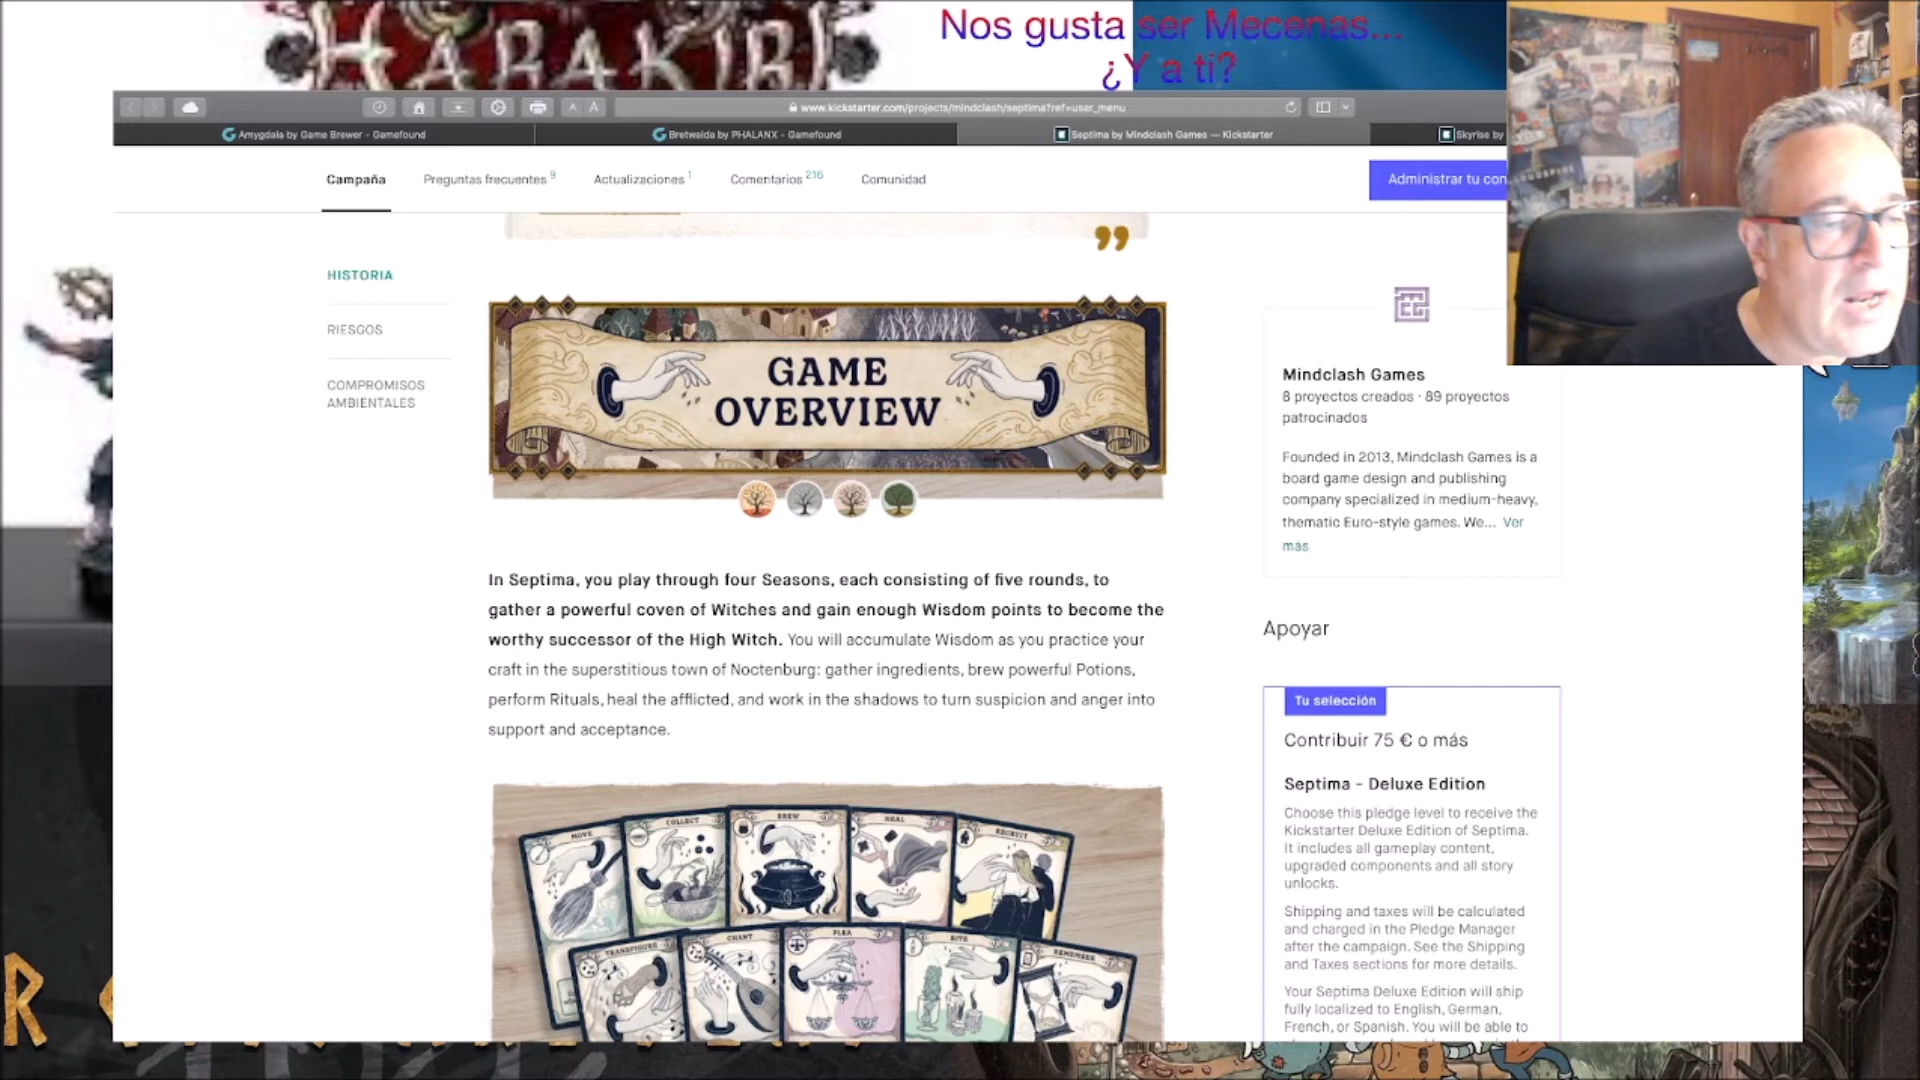 HARAKIRI
Nos gusta ser Mecenas...
¿Y a ti?
A A
www.kickstarter.com/projects/mindclash/septima?ref=user_menu
Amygdala by Game Brewer - Gamefound
Bretwalda by PHALANX - Gamefound
Septima by Mindclash Games — Kickstarter
Skyrise by
Campaña
Preguntas frecuentes 9
Actualizaciones 1
Comentarios 216
Comunidad
Administrar tu con
”
HISTORIA
RIESGOS
COMPROMISOS
AMBIENTALES
GAME
OVERVIEW
In Septima, you play through four Seasons, each consisting of five rounds, to
gather a powerful coven of Witches and gain enough Wisdom points to become the
worthy successor of the High Witch. You will accumulate Wisdom as you practice your
craft in the superstitious town of Noctenburg: gather ingredients, brew powerful Potions,
perform Rituals, heal the afflicted, and work in the shadows to turn suspicion and anger into
support and acceptance.
MOVE
COLLECT
BREW
HEAL
RECRUIT
TRANSFIGURE
CHANT
PLEA
RITE
REMEMBER
Mindclash Games
8 proyectos creados · 89 proyectos
patrocinados
Founded in 2013, Mindclash Games is a
board game design and publishing
company specialized in medium-heavy,
thematic Euro-style games. We... Ver
más
Apoyar
Tu selección
Contribuir 75 € o más
Septima - Deluxe Edition
Choose this pledge level to receive the
Kickstarter Deluxe Edition of Septima.
It includes all gameplay content,
upgraded components and all story
unlocks.
Shipping and taxes will be calculated
and charged in the Pledge Manager
after the campaign. See the Shipping
and Taxes sections for more details.
Your Septima Deluxe Edition will ship
fully localized to English, German,
French, or Spanish. You will be able to